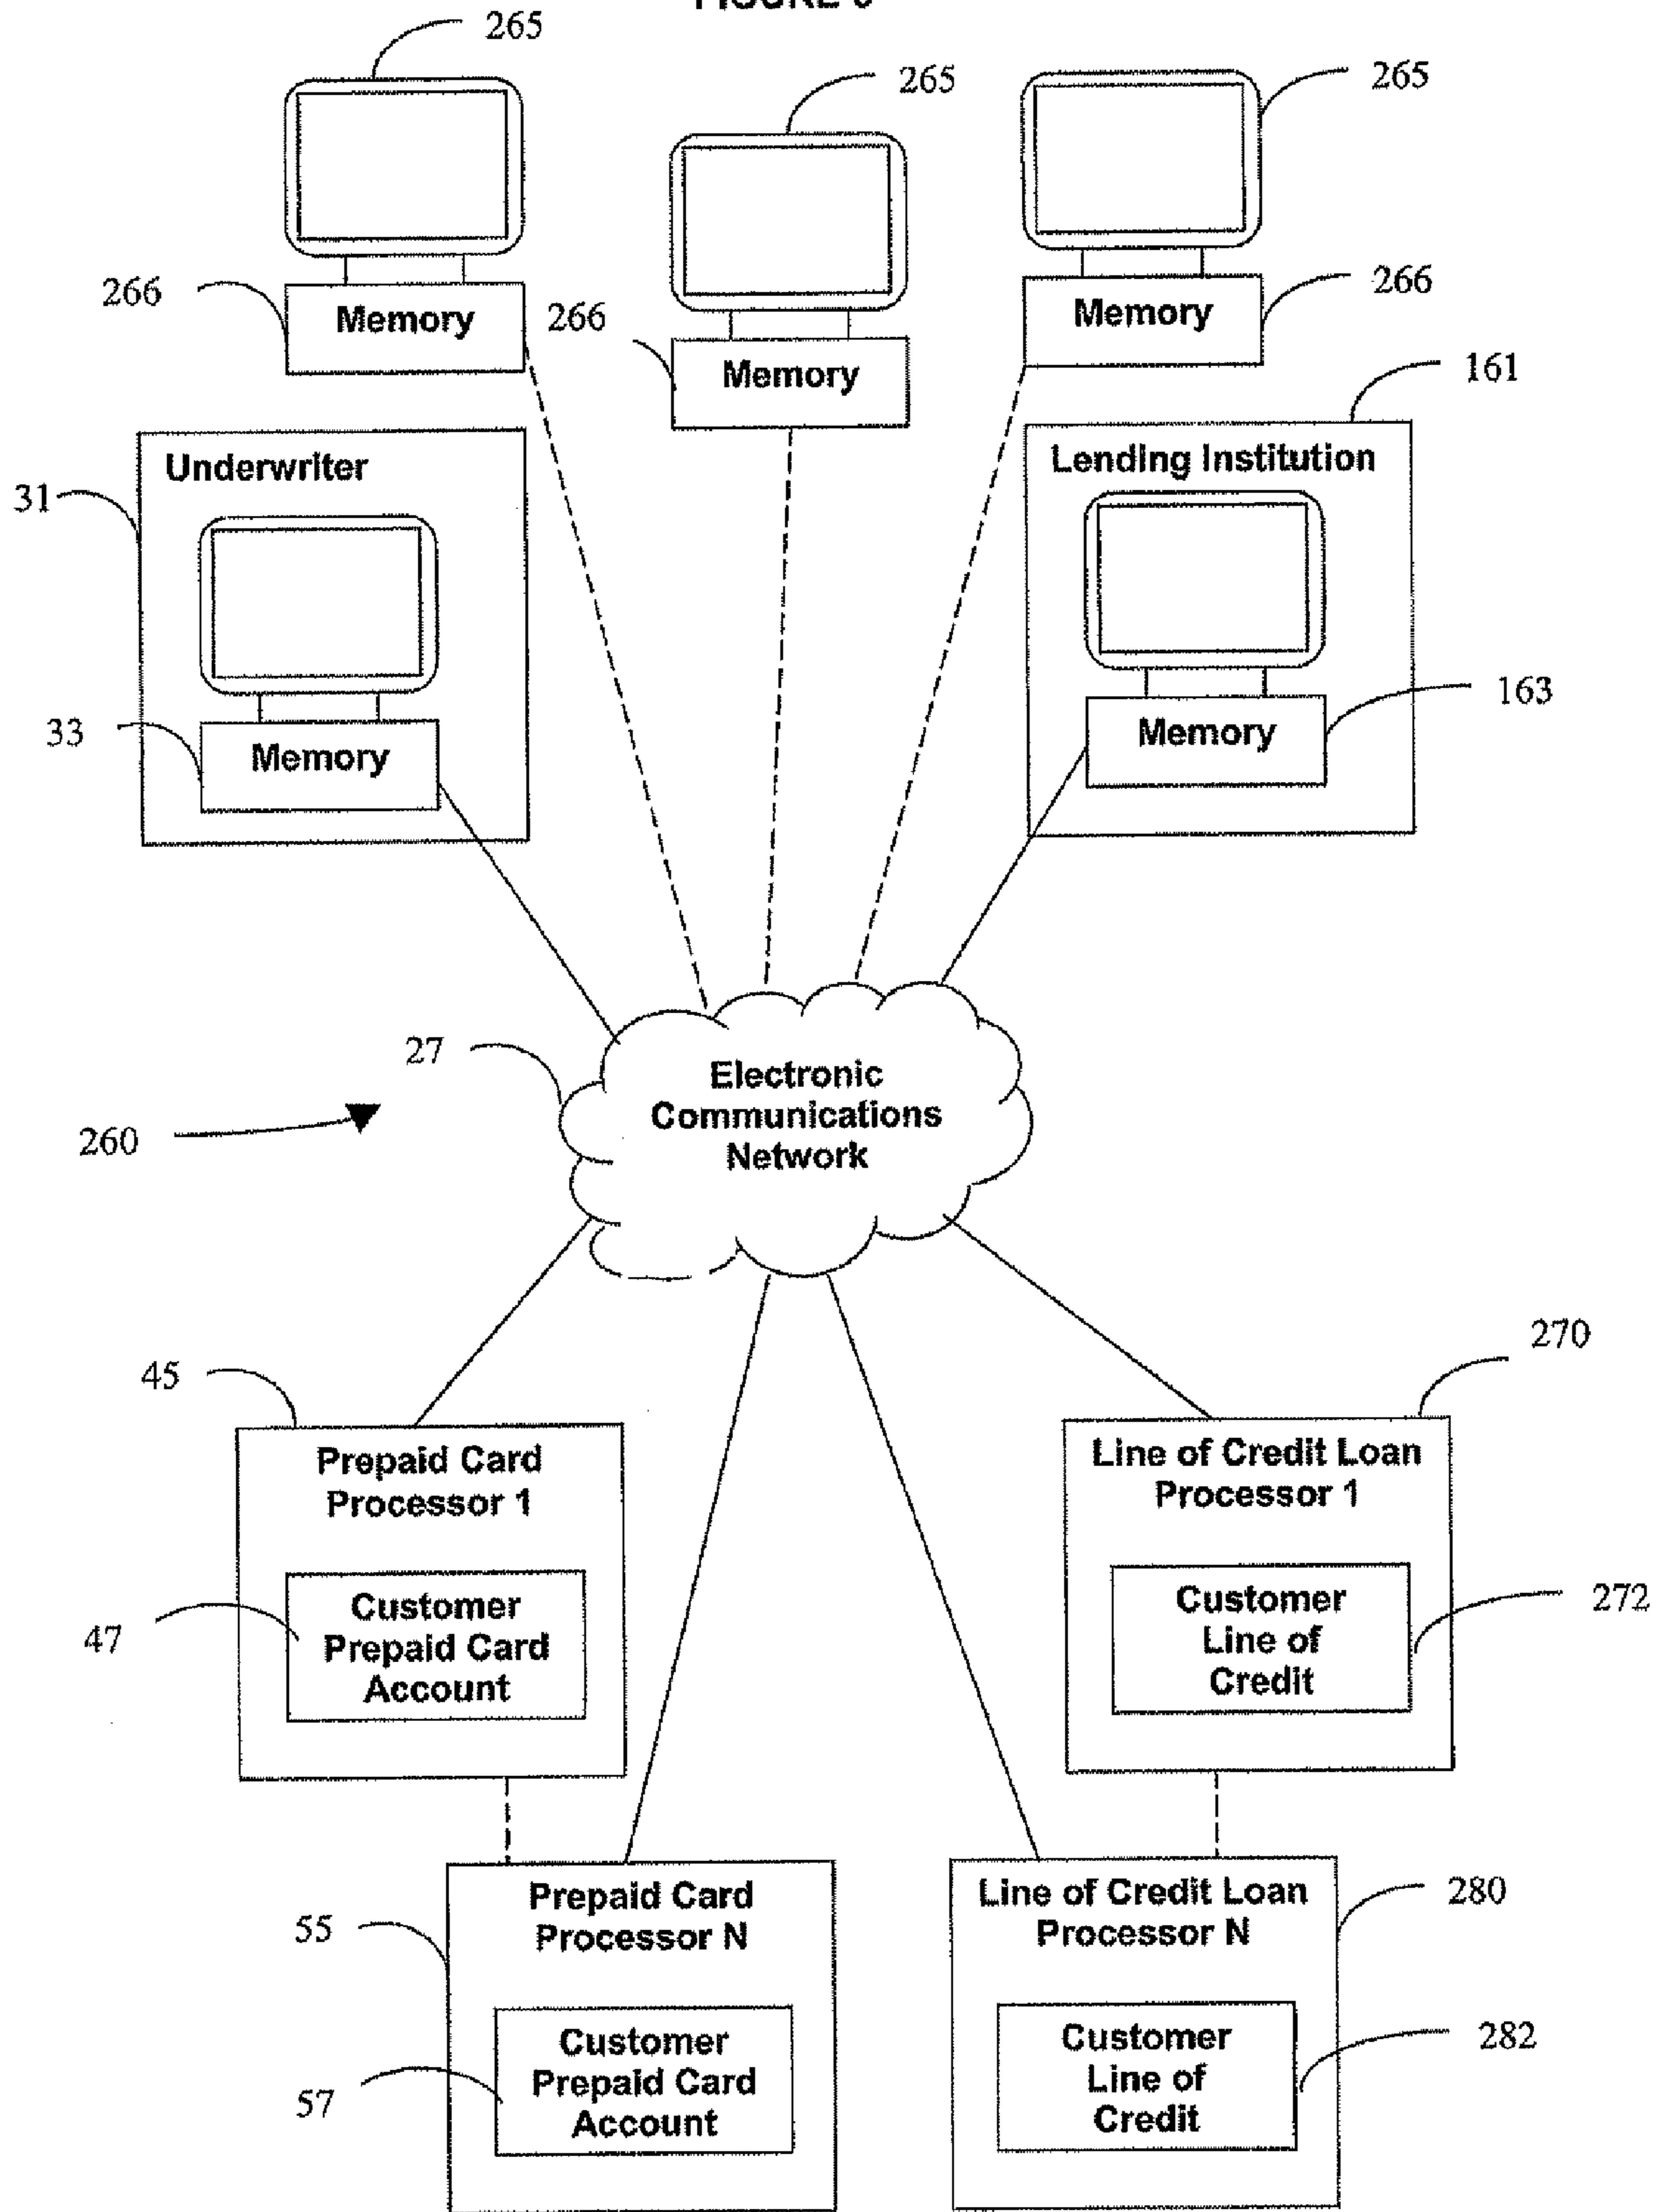 265
265
265
266
Memory
266
Memory
Memory
266
161
Underwriter
Lending Institution
31
33
Memory
Memory
163
27
Electronic
Communications
Network
260
270
45
Prepaid Card
Processor 1
Line of Credit Loan
Processor 1
47
Customer
Prepaid Card
Account
Customer
Line of
Credit
272
55
Prepaid Card
Processor N
Line of Credit Loan
Processor N
280
57
Customer
Prepaid Card
Account
Customer
Line of
Credit
282